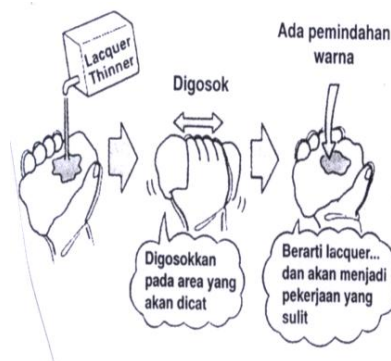 Lacquer
Thinner
Digosok
Ada pemindahan
warna
Digosokkan
pada area yang
akan dicat
Berarti lacquer...
dan akan menjadi
pekerjaan yang
sulit